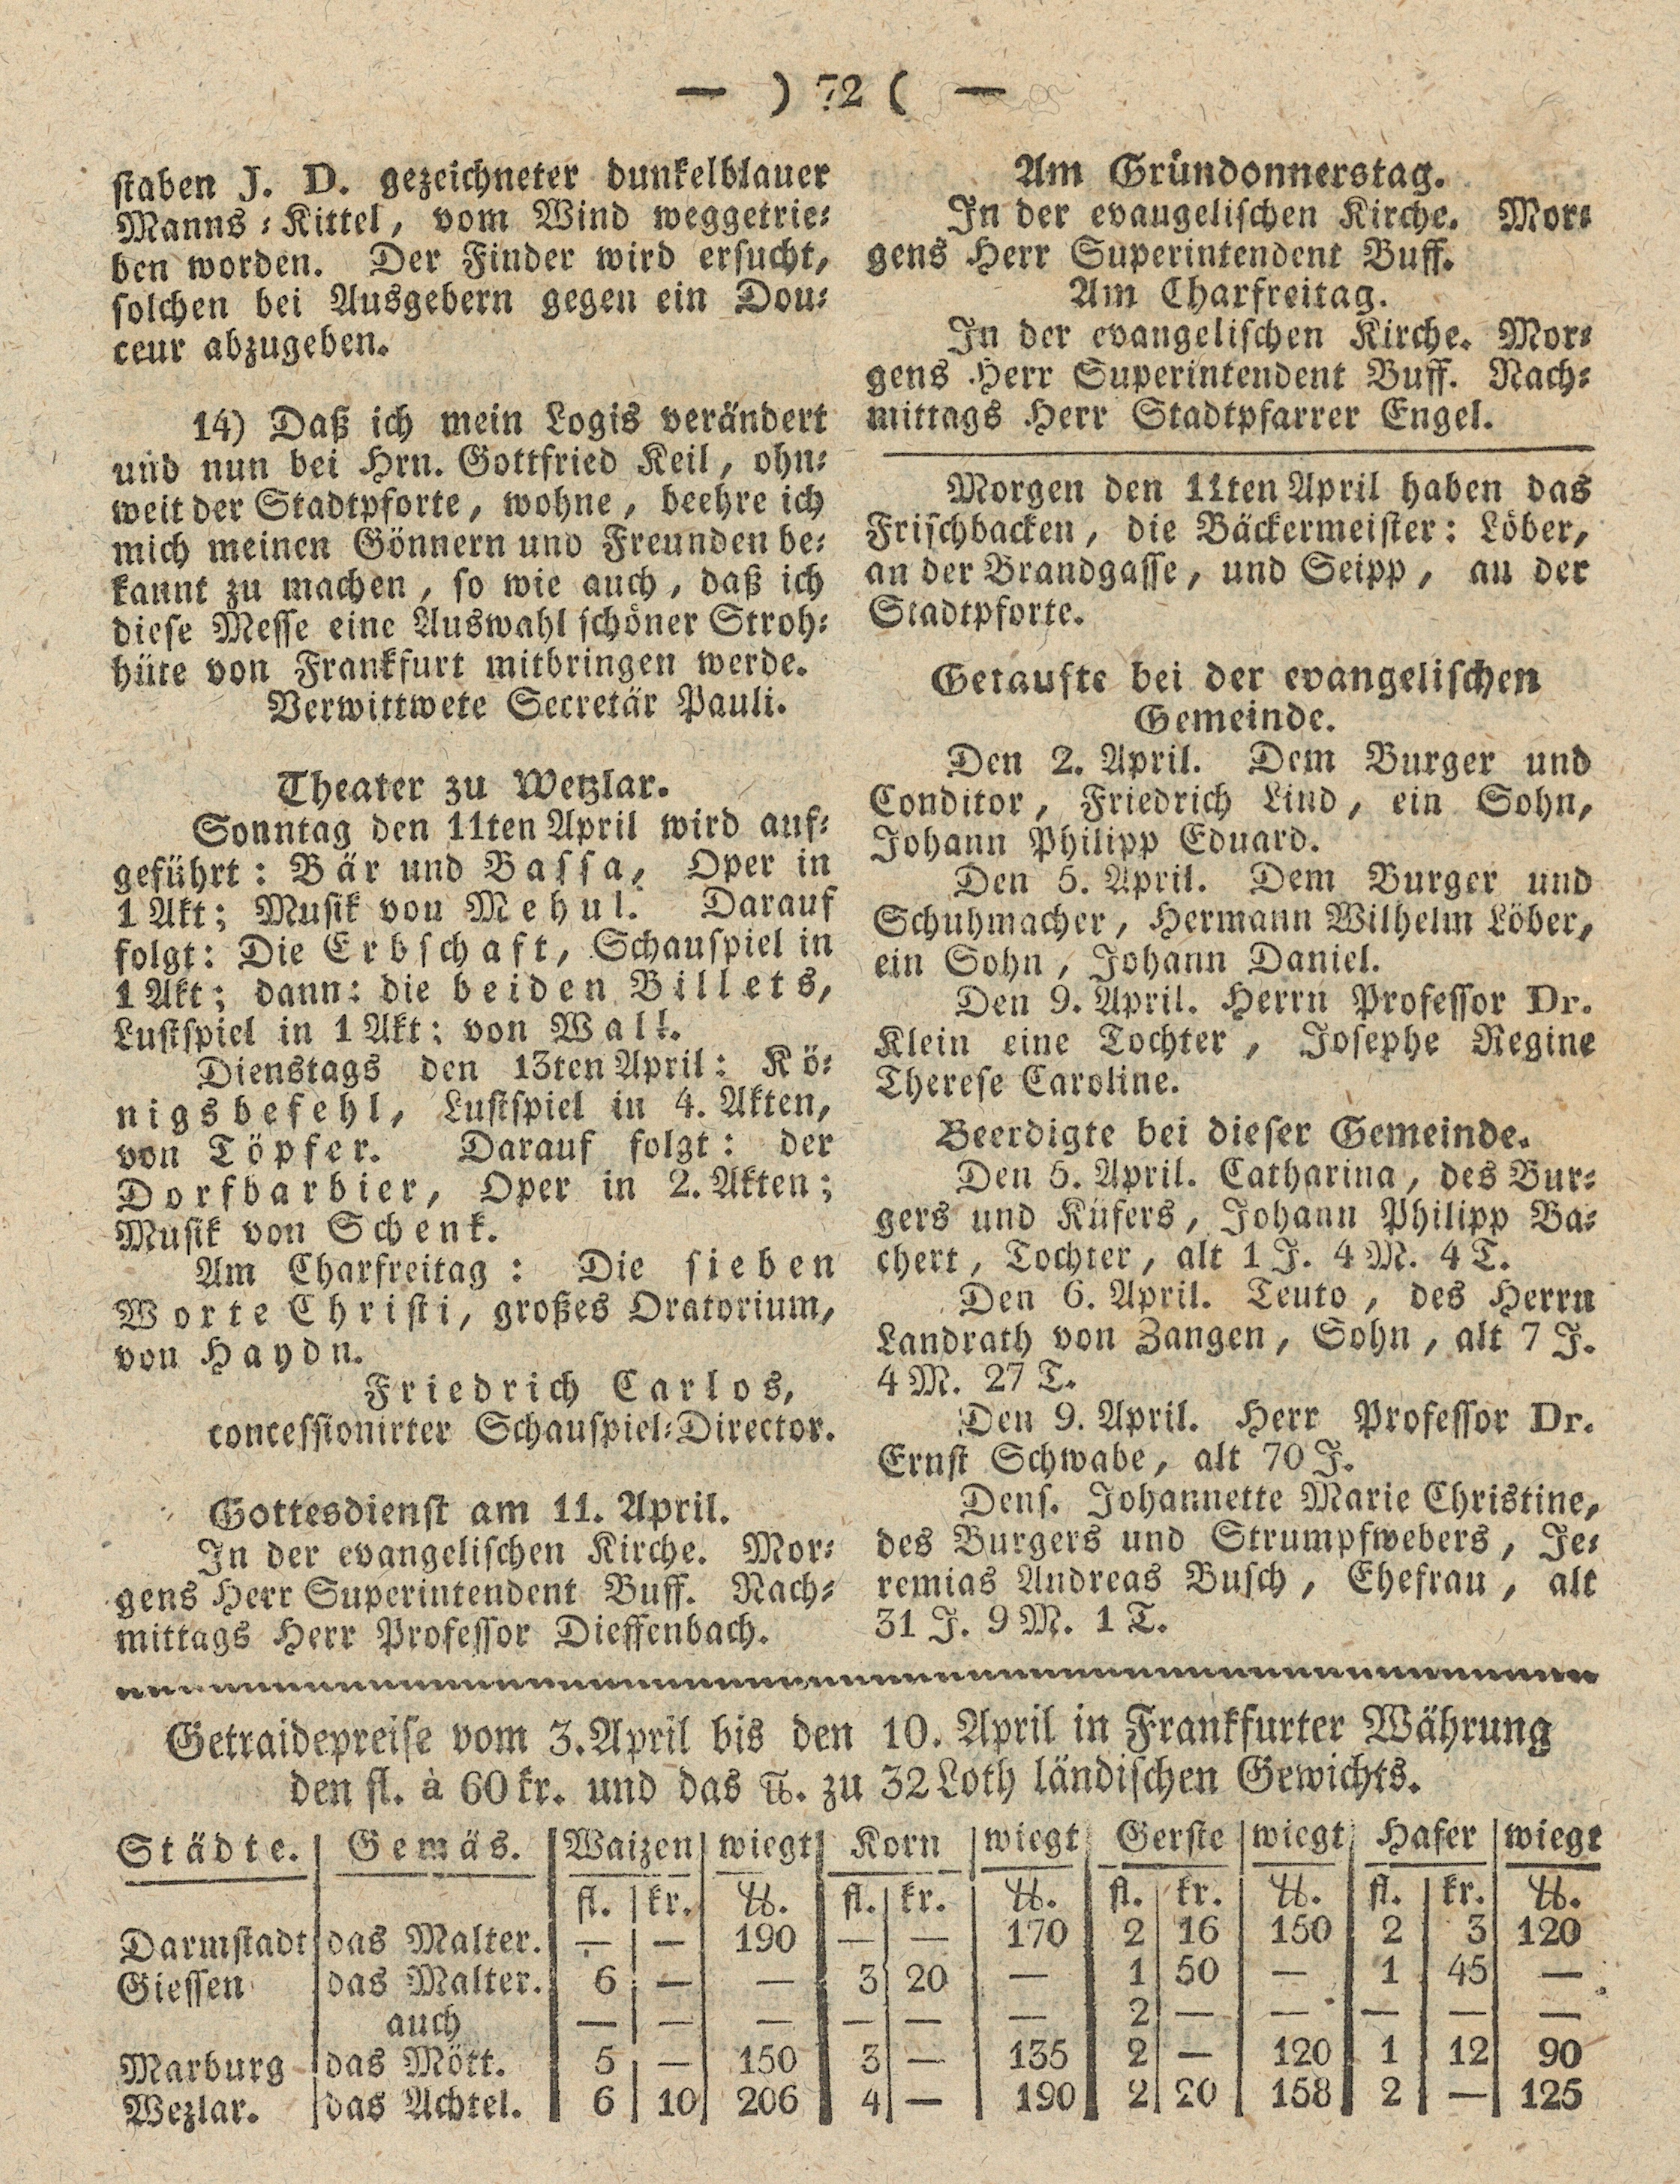 — ) 72 ( —
staben J. D. gezeichneter dunkelblauer
Manns-Kittel, vom Wind weggetrie-
ben worden. Der Finder wird ersucht,
solchen bei Ausgebern gegen ein Dou-
ceur abzugeben.
14) Daß ich mein Logis verändert
und nun bei Hrn. Gottfried Keil, ohn-
weit der Stadtpforte, wohne, beehre ich
mich meinen Gönnern und Freunden be-
kannt zu machen, so wie auch, daß ich
diese Messe eine Auswahl schöner Stroh-
hüte von Frankfurt mitbringen werde.
Verwittwete Secretär Pauli.
Theater zu Wetzlar.
Sonntag den 11ten April wird auf-
geführt: Bär und Bassa, Oper in
1 Akt; Musik von Mehul. Darauf
folgt: Die Erbschaft, Schauspiel in
1 Akt; dann: die beiden Billets,
Lustspiel in 1 Akt; von Wall.
Dienstags den 13ten April: Kö-
nigsbefehl, Lustspiel in 4. Akten,
von Töpfer. Darauf folgt: der
Dorfbarbier, Oper in 2. Akten;
Musik von Schenk.
Am Charfreitag: Die sieben
Worte Christi, großes Oratorium,
von Haydn.
Friedrich Carlos,
concessionirter Schauspiel-Director.
Gottesdienst am 11. April.
In der evangelischen Kirche. Mor-
gens Herr Superintendent Buff. Nach-
mittags Herr Professor Dieffenbach.
Am Gründonnerstag.
In der evaugelischen Kirche. Mor-
gens Herr Superintendent Buff.
Am Charfreitag.
In der evangelischen Kirche. Mor-
gens Herr Superintendent Buff. Nach-
mittags Herr Stadtpfarrer Engel.
Morgen den 11ten April haben das
Frischbacken, die Bäckermeister: Löber,
an der Brandgasse, und Seipp, an der
Stadtpforte.
Getaufte bei der evangelischen
Gemeinde.
Den 2. April. Dem Burger und
Conditor, Friedrich Lind, ein Sohn,
Johann Philipp Eduard.
Den 5. April. Dem Burger und
Schuhmacher, Hermann Wilhelm Löber,
ein Sohn, Johann Daniel.
Den 9. April. Herrn Professor Dr.
Klein eine Tochter, Josephe Regine
Therese Caroline.
Beerdigte bei dieser Gemeinde.
Den 5. April. Catharina, des Bur-
gers und Küfers, Johann Philipp Ba-
chert, Tochter, alt 1 J. 4 M. 4 T.
Den 6. April. Teuto, des Herrn
Landrath von Zangen, Sohn, alt 7 J.
4 M. 27 T.
Den 9. April. Herr Professor Dr.
Ernst Schwabe, alt 70 J.
Dens. Johannette Marie Christine,
des Burgers und Strumpfwebers, Je-
remias Andreas Busch, Ehefrau, alt
31 J. 9 M. 1 T.
Getraidepreise vom 3. April bis den 10. April in Frankfurter Währung
den fl. à 60 kr. und das ℔. zu 32 Loth ländischen Gewichts.
Städte. Gemäs. Waizen wiegt Korn wiegt Gerste wiegt Hafer wiegt
fl. kr. ℔. fl. kr. ℔. fl. kr. ℔. fl. kr. ℔.
Darmstadt das Malter. — — 190 — — 170 2 16 150 2 3 120
Giessen das Malter. 6 — — 3 20 — 1 50 — 1 45 —
auch — — — — — — 2 — — — — —
Marburg das Mött. 5 — 150 3 — 135 2 — 120 1 12 90
Wezlar. das Achtel. 6 10 206 4 — 190 2 20 158 2 — 125